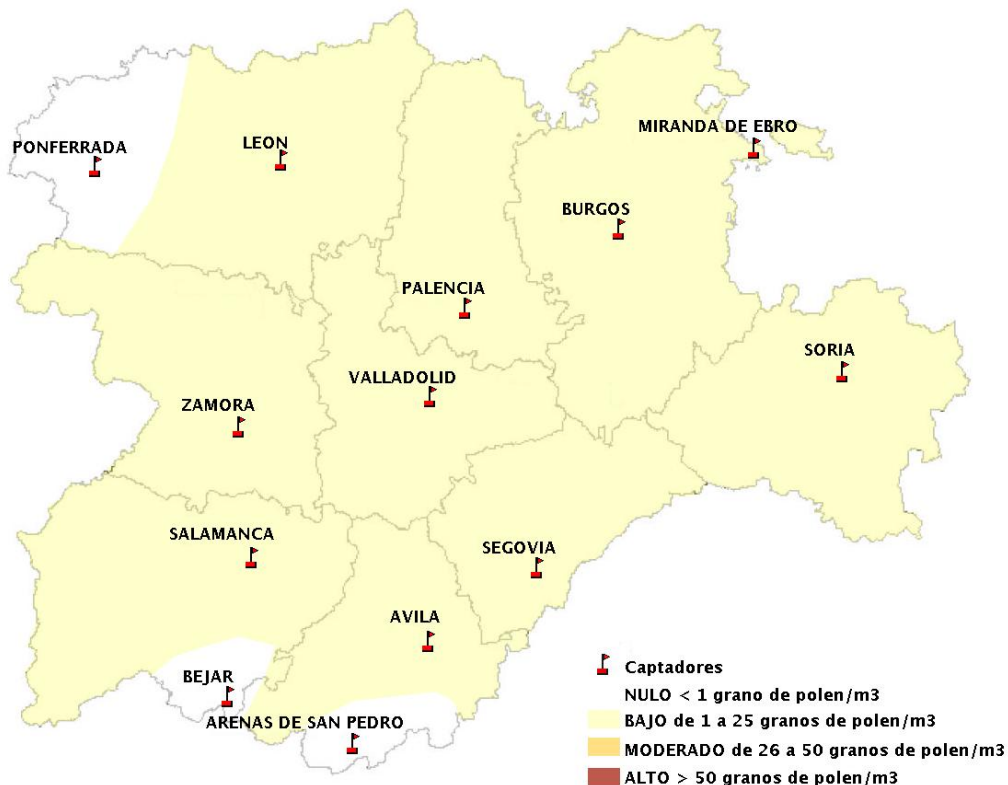 MIRANDA DE EBRO
PONFERRADA
LEON
BURGOS
PALENCIA
SORIA
VALLADOLID
ZAMORA
SALAMANCA
SEGOVIA
AVILA
BEJAR
ARENAS DE SAN PEDRO
Captadores
NULO < 1 grano de polen/m3
BAJO de 1 a 25 granos de polen/m3
MODERADO de 26 a 50 granos de polen/m3
ALTO > 50 granos de polen/m3